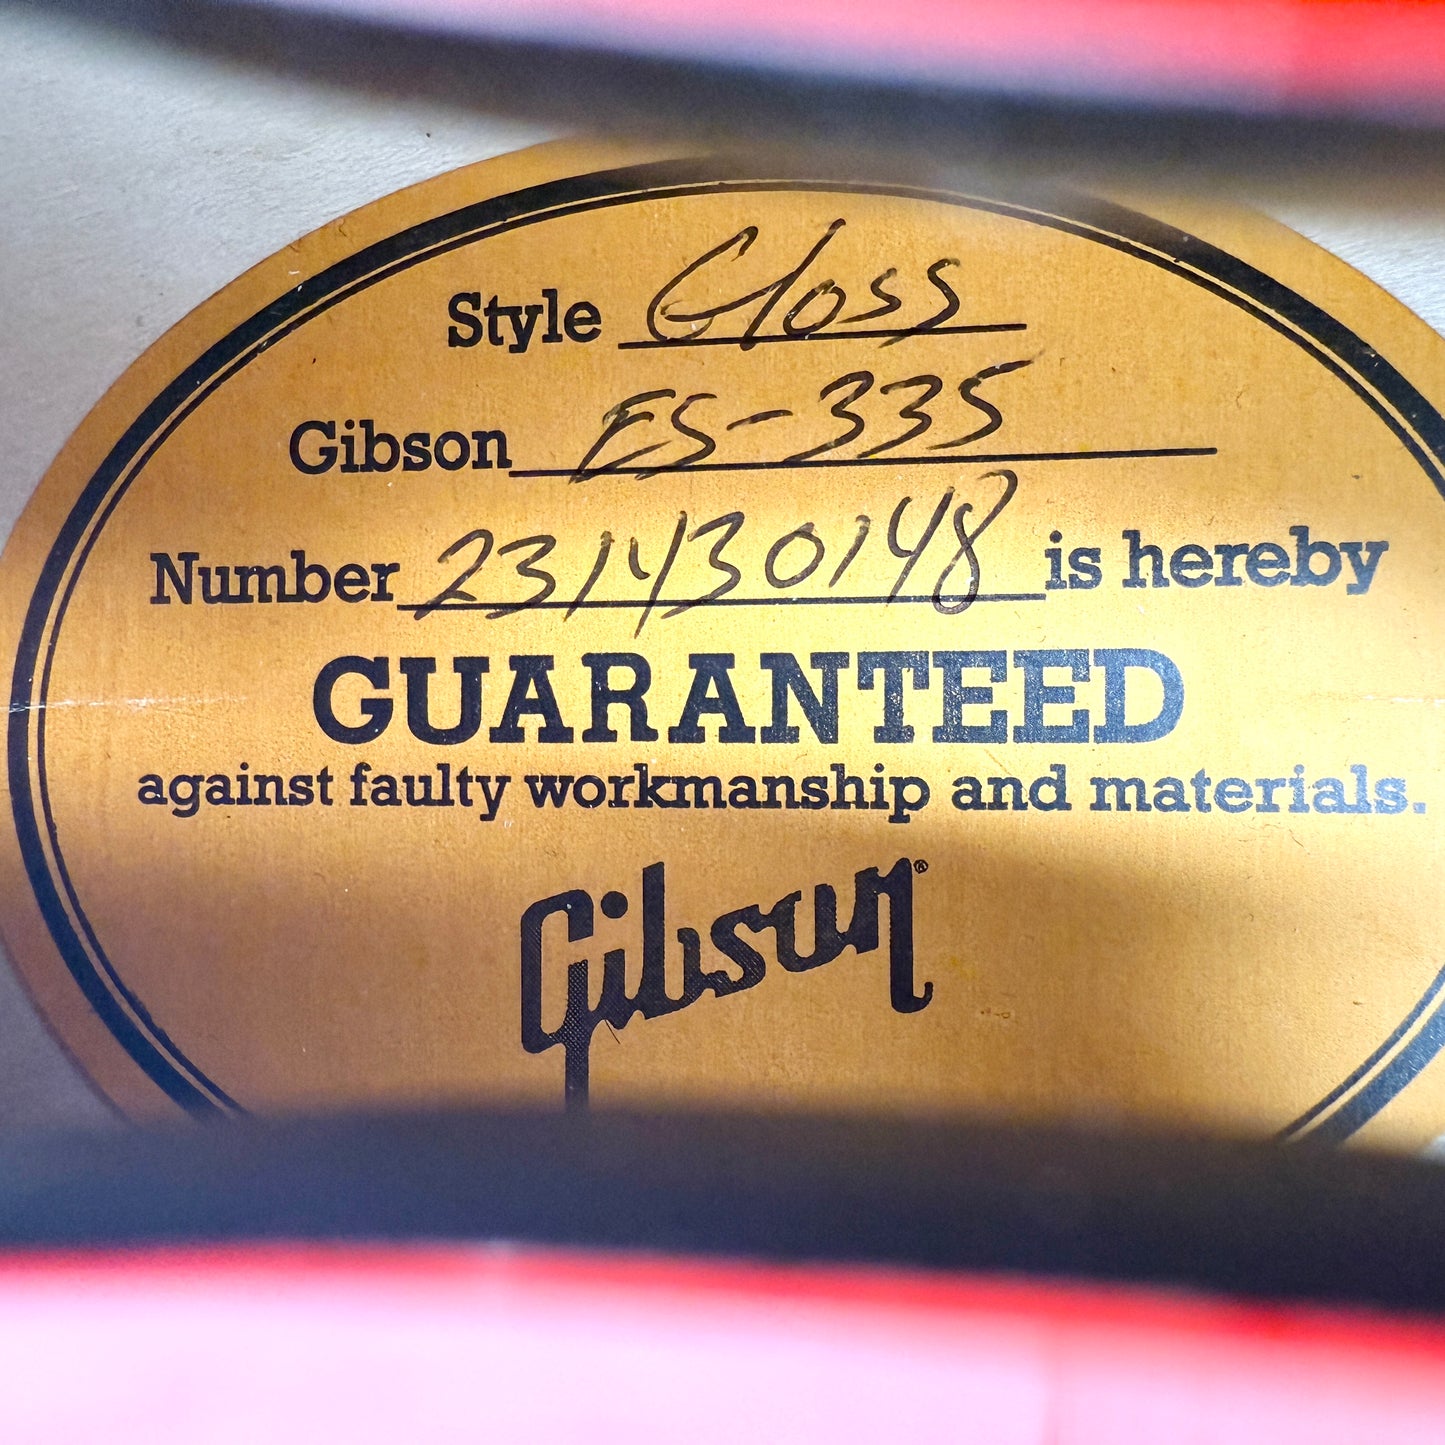 Style Gloss
Gibson ES-335
Number 231430148 is hereby
GUARANTEED
against faulty workmanship and materials.
Gibson®